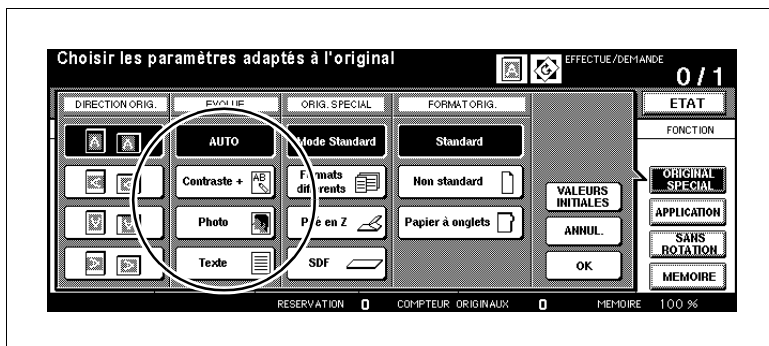 Choisir les paramètres adaptés à l'original
EFFECTUE/DEMANDE
0 / 1
DIRECTION ORIG.
EVOLUE
ORIG. SPECIAL
FORMAT ORIG.
ETAT
FONCTION
AUTO
Mode Standard
Standard
Contraste +
AB
Formats
différents
Non standard
ORIGINAL
SPECIAL
VALEURS
INITIALES
Photo
Plié en Z
Papier à onglets
APPLICATION
ANNUL.
SANS
ROTATION
Texte
SDF
OK
MEMOIRE
RESERVATION 0 COMPTEUR ORIGINAUX 0 MEMOIRE 100 %